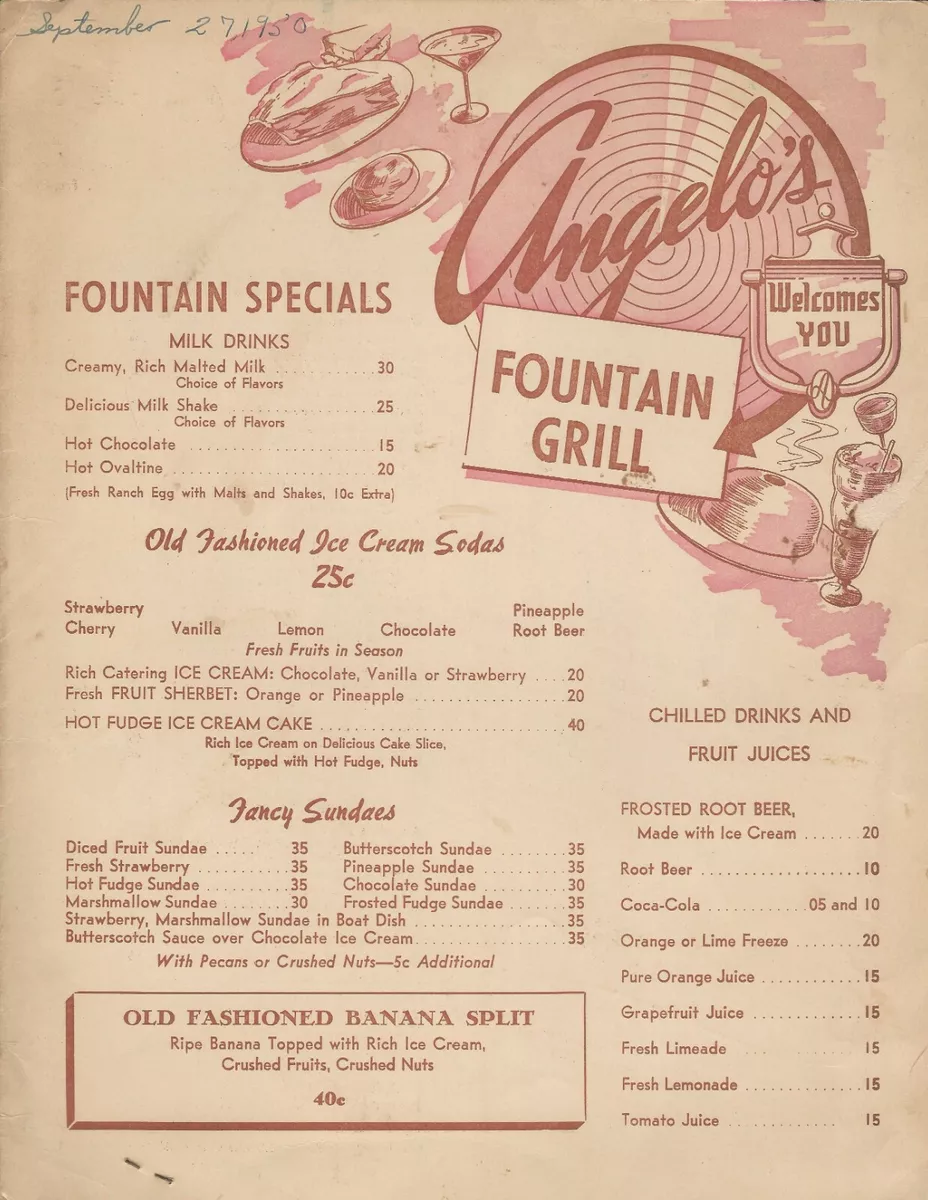 September 27, 1950
Angelo's
Welcomes
YOU
A
FOUNTAIN
GRILL
FOUNTAIN SPECIALS
MILK DRINKS
Creamy, Rich Malted Milk ............30
Choice of Flavors
Delicious Milk Shake ............25
Choice of Flavors
Hot Chocolate ............15
Hot Ovaltine ............20
(Fresh Ranch Egg with Malts and Shakes, 10c Extra)
Old Fashioned Ice Cream Sodas
25c
Strawberry Pineapple
Cherry Vanilla Lemon Chocolate Root Beer
Fresh Fruits in Season
Rich Catering ICE CREAM: Chocolate, Vanilla or Strawberry ....20
Fresh FRUIT SHERBET: Orange or Pineapple ............20
HOT FUDGE ICE CREAM CAKE ............40
Rich Ice Cream on Delicious Cake Slice,
Topped with Hot Fudge, Nuts
Fancy Sundaes
Diced Fruit Sundae ..... 35 Butterscotch Sundae ........35
Fresh Strawberry ..........35 Pineapple Sundae .........35
Hot Fudge Sundae .........35 Chocolate Sundae .........30
Marshmallow Sundae ........30 Frosted Fudge Sundae ......35
Strawberry, Marshmallow Sundae in Boat Dish ............35
Butterscotch Sauce over Chocolate Ice Cream............35
With Pecans or Crushed Nuts—5c Additional
OLD FASHIONED BANANA SPLIT
Ripe Banana Topped with Rich Ice Cream,
Crushed Fruits, Crushed Nuts
40c
CHILLED DRINKS AND
FRUIT JUICES
FROSTED ROOT BEER,
Made with Ice Cream .......20
Root Beer ............10
Coca-Cola ............05 and 10
Orange or Lime Freeze ........20
Pure Orange Juice ............15
Grapefruit Juice ............15
Fresh Limeade ............ 15
Fresh Lemonade ............15
Tomato Juice ............ 15